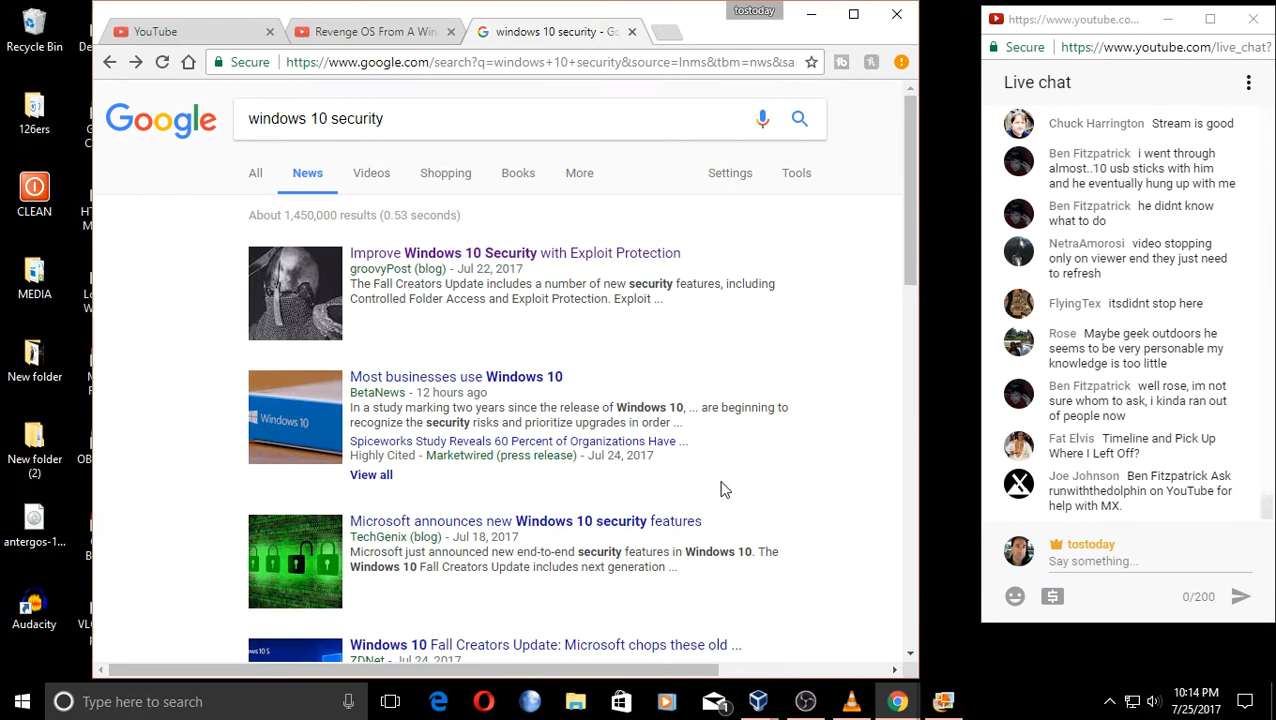 tostoday
YouTube
RevengeOS From A Win
windows 10 security - Go
Secure
https://www.google.com/search?q=windows+10+security&source=lnms&tbm=nws&sa
Google
windows 10 security
All
News
Videos
Shopping
Books
More
Settings
Tools
About 1,450,000 results (0.53 seconds)
Improve Windows 10 Security with Exploit Protection
groovyPost (blog) - Jul 22, 2017
The Fall Creators Update includes a number of new security features, including
Controlled Folder Access and Exploit Protection. Exploit ...
Windows 10
Most businesses use Windows 10
BetaNews - 12 hours ago
In a study marking two years since the release of Windows 10, ... are beginning to
recognize the security risks and prioritize upgrades in order ...
Spiceworks Study Reveals 60 Percent of Organizations Have ...
Highly Cited - Marketwired (press release) - Jul 24, 2017
View all
Microsoft announces new Windows 10 security features
TechGenix (blog) - Jul 18, 2017
Microsoft just announced new end-to-end security features in Windows 10. The
Windows 10 Fall Creators Update includes next generation ...
Windows 10 Fall Creators Update: Microsoft chops these old ...
ZDNet - Jul 24, 2017
Recycle Bin
126ers
CLEAN
MEDIA
New folder
New folder
(2)
antergos-1...
Audacity
https://www.youtube.co...
Secure
https://www.youtube.com/live_chat?
Live chat
Chuck Harrington Stream is good
Ben Fitzpatrick i went through
almost..10 usb sticks with him
and he eventually hung up with me
Ben Fitzpatrick he didnt know
what to do
NetraAmorosi video stopping
only on viewer end they just need
to refresh
FlyingTex itsdidnt stop here
Rose Maybe geek outdoors he
seems to be very personable my
knowledge is too little
Ben Fitzpatrick well rose, im not
sure whom to ask, i kinda ran out
of people now
Fat Elvis Timeline and Pick Up
Where I Left Off?
Joe Johnson Ben Fitzpatrick Ask
runwiththedolphin on YouTube for
help with MX.
tostoday
Say something...
0/200
Type here to search
1
10:14 PM
7/25/2017